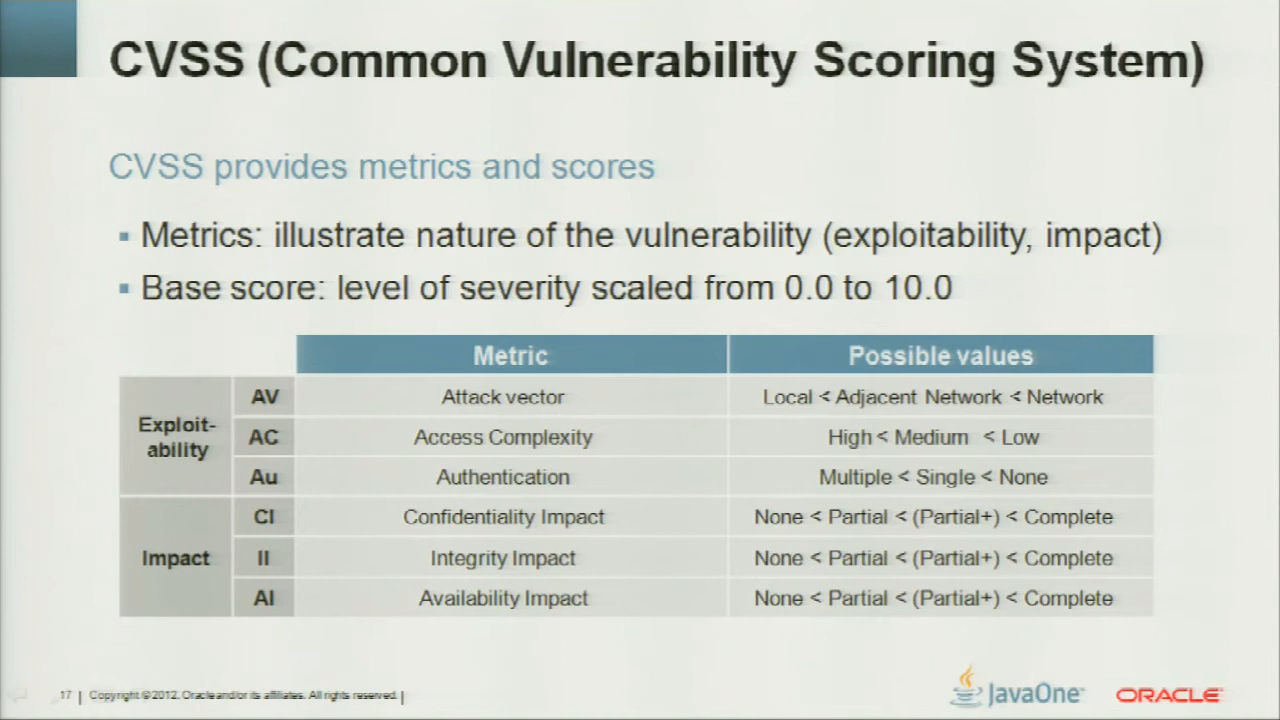 CVSS (Common Vulnerability Scoring System)
CVSS provides metrics and scores
▪ Metrics: illustrate nature of the vulnerability (exploitability, impact)
▪ Base score: level of severity scaled from 0.0 to 10.0
Metric Possible values
Exploit-
ability
AV Attack vector Local < Adjacent Network < Network
AC Access Complexity High < Medium < Low
Au Authentication Multiple < Single < None
Impact
CI Confidentiality Impact None < Partial < (Partial+) < Complete
II Integrity Impact None < Partial < (Partial+) < Complete
AI Availability Impact None < Partial < (Partial+) < Complete
17 | Copyright © 2012, Oracle and/or its affiliates. All rights reserved. |
JavaOne
ORACLE